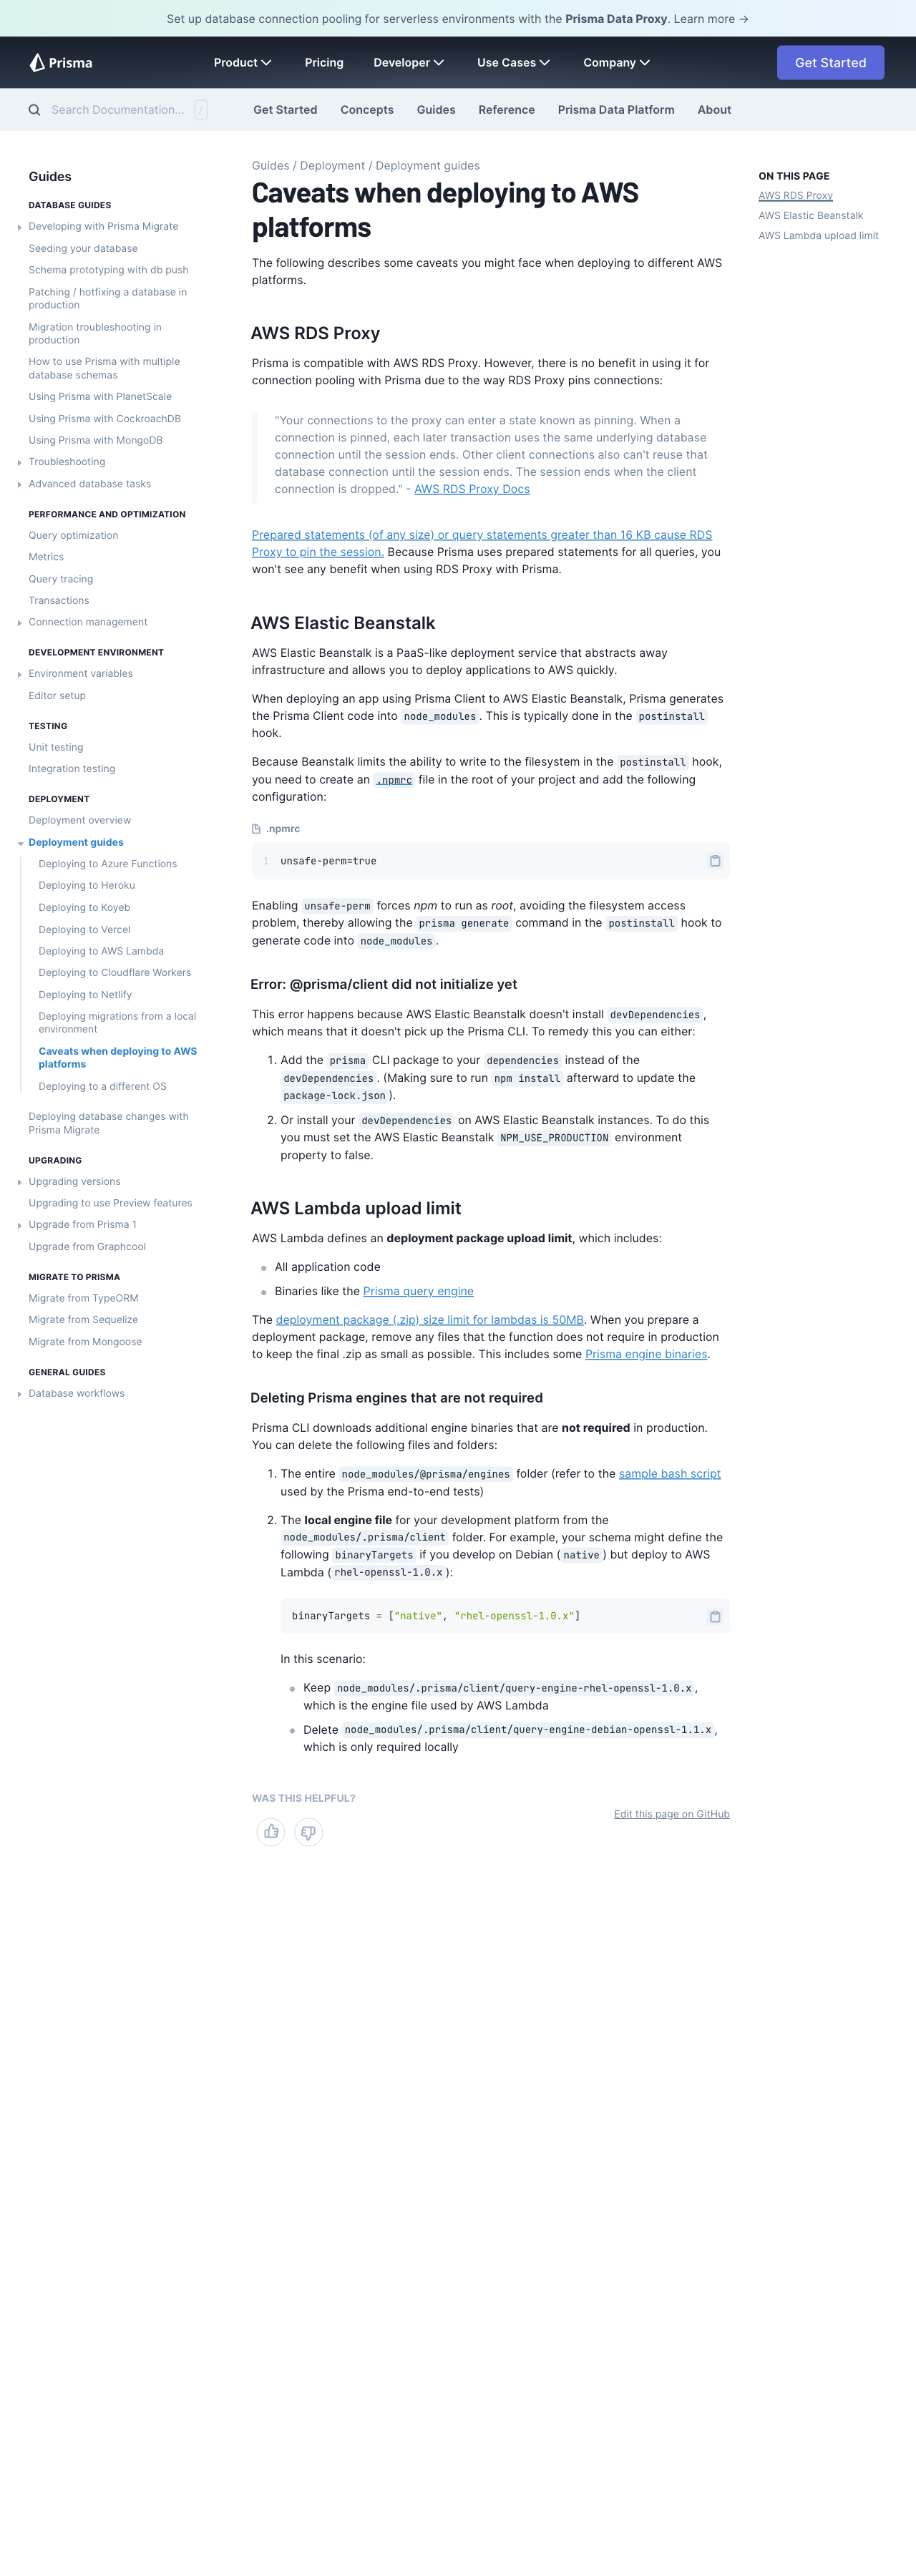 Set up database connection pooling for serverless environments with the Prisma Data Proxy. Learn more →
Prisma
Product
Pricing
Developer
Use Cases
Company
Get Started
Search Documentation...
/
Get Started
Concepts
Guides
Reference
Prisma Data Platform
About
Guides
DATABASE GUIDES
Developing with Prisma Migrate
Seeding your database
Schema prototyping with db push
Patching / hotfixing a database in
production
Migration troubleshooting in
production
How to use Prisma with multiple
database schemas
Using Prisma with PlanetScale
Using Prisma with CockroachDB
Using Prisma with MongoDB
Troubleshooting
Advanced database tasks
PERFORMANCE AND OPTIMIZATION
Query optimization
Metrics
Query tracing
Transactions
Connection management
DEVELOPMENT ENVIRONMENT
Environment variables
Editor setup
TESTING
Unit testing
Integration testing
DEPLOYMENT
Deployment overview
Deployment guides
Deploying to Azure Functions
Deploying to Heroku
Deploying to Koyeb
Deploying to Vercel
Deploying to AWS Lambda
Deploying to Cloudflare Workers
Deploying to Netlify
Deploying migrations from a local
environment
Caveats when deploying to AWS
platforms
Deploying to a different OS
Deploying database changes with
Prisma Migrate
UPGRADING
Upgrading versions
Upgrading to use Preview features
Upgrade from Prisma 1
Upgrade from Graphcool
MIGRATE TO PRISMA
Migrate from TypeORM
Migrate from Sequelize
Migrate from Mongoose
GENERAL GUIDES
Database workflows
Guides / Deployment / Deployment guides
Caveats when deploying to AWS
platforms
The following describes some caveats you might face when deploying to different AWS
platforms.
AWS RDS Proxy
Prisma is compatible with AWS RDS Proxy. However, there is no benefit in using it for
connection pooling with Prisma due to the way RDS Proxy pins connections:
"Your connections to the proxy can enter a state known as pinning. When a
connection is pinned, each later transaction uses the same underlying database
connection until the session ends. Other client connections also can't reuse that
database connection until the session ends. The session ends when the client
connection is dropped." - AWS RDS Proxy Docs
Prepared statements (of any size) or query statements greater than 16 KB cause RDS
Proxy to pin the session. Because Prisma uses prepared statements for all queries, you
won't see any benefit when using RDS Proxy with Prisma.
AWS Elastic Beanstalk
AWS Elastic Beanstalk is a PaaS-like deployment service that abstracts away
infrastructure and allows you to deploy applications to AWS quickly.
When deploying an app using Prisma Client to AWS Elastic Beanstalk, Prisma generates
the Prisma Client code into node_modules. This is typically done in the postinstall
hook.
Because Beanstalk limits the ability to write to the filesystem in the postinstall hook,
you need to create an .npmrc file in the root of your project and add the following
configuration:
.npmrc
1 unsafe-perm=true
Enabling unsafe-perm forces npm to run as root, avoiding the filesystem access
problem, thereby allowing the prisma generate command in the postinstall hook to
generate code into node_modules.
Error: @prisma/client did not initialize yet
This error happens because AWS Elastic Beanstalk doesn't install devDependencies,
which means that it doesn't pick up the Prisma CLI. To remedy this you can either:
1. Add the prisma CLI package to your dependencies instead of the
devDependencies. (Making sure to run npm install afterward to update the
package-lock.json).
2. Or install your devDependencies on AWS Elastic Beanstalk instances. To do this
you must set the AWS Elastic Beanstalk NPM_USE_PRODUCTION environment
property to false.
AWS Lambda upload limit
AWS Lambda defines an deployment package upload limit, which includes:
All application code
Binaries like the Prisma query engine
The deployment package (.zip) size limit for lambdas is 50MB. When you prepare a
deployment package, remove any files that the function does not require in production
to keep the final .zip as small as possible. This includes some Prisma engine binaries.
Deleting Prisma engines that are not required
Prisma CLI downloads additional engine binaries that are not required in production.
You can delete the following files and folders:
1. The entire node_modules/@prisma/engines folder (refer to the sample bash script
used by the Prisma end-to-end tests)
2. The local engine file for your development platform from the
node_modules/.prisma/client folder. For example, your schema might define the
following binaryTargets if you develop on Debian (native) but deploy to AWS
Lambda (rhel-openssl-1.0.x):
binaryTargets = ["native", "rhel-openssl-1.0.x"]
In this scenario:
Keep node_modules/.prisma/client/query-engine-rhel-openssl-1.0.x,
which is the engine file used by AWS Lambda
Delete node_modules/.prisma/client/query-engine-debian-openssl-1.1.x,
which is only required locally
WAS THIS HELPFUL?
Edit this page on GitHub
ON THIS PAGE
AWS RDS Proxy
AWS Elastic Beanstalk
AWS Lambda upload limit